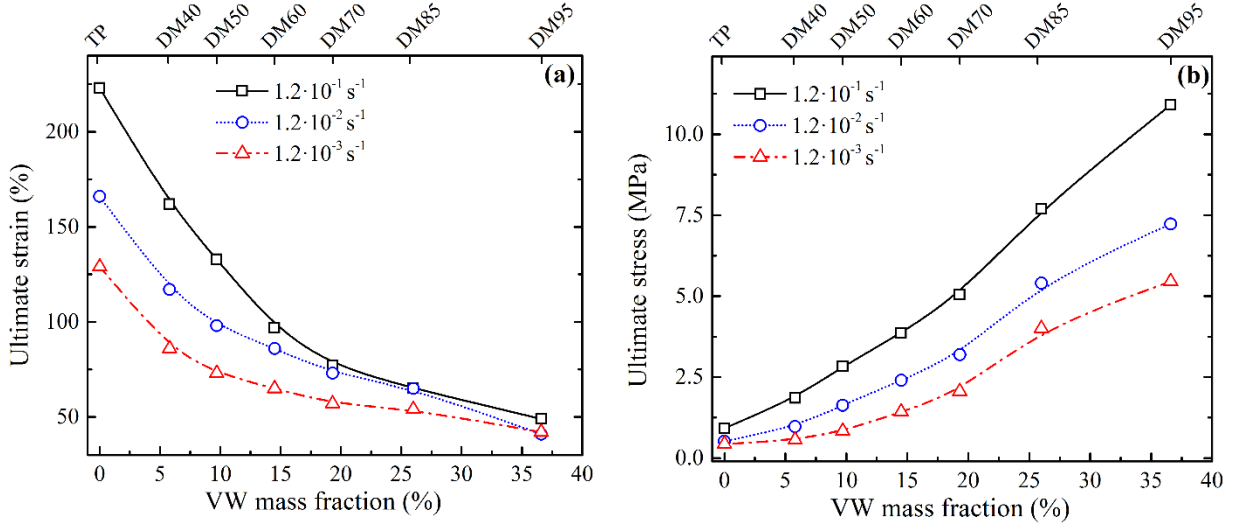 TP DM40 DM50 DM60 DM70 DM85 DM95
(a)
1.2·10⁻¹ s⁻¹
1.2·10⁻² s⁻¹
1.2·10⁻³ s⁻¹
Ultimate strain (%)
200
150
100
50
0 5 10 15 20 25 30 35 40
VW mass fraction (%)
TP DM40 DM50 DM60 DM70 DM85 DM95
(b)
1.2·10⁻¹ s⁻¹
1.2·10⁻² s⁻¹
1.2·10⁻³ s⁻¹
Ultimate stress (MPa)
10.0
7.5
5.0
2.5
0.0
0 5 10 15 20 25 30 35 40
VW mass fraction (%)